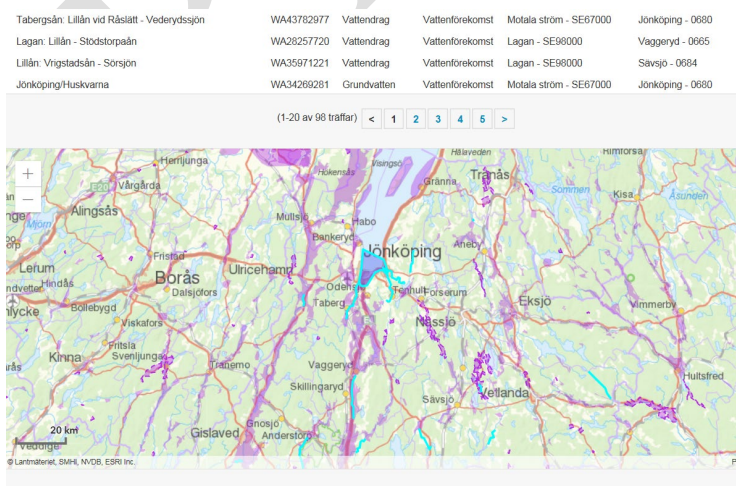 Tabergsån: Lillån vid Råslätt - Vederydssjön WA43782977 Vattendrag Vattenförekomst Motala ström - SE67000 Jönköping - 0680
Lagan: Lillån - Stödstorpaån WA28257720 Vattendrag Vattenförekomst Lagan - SE98000 Vaggeryd - 0665
Lillån: Vrigstadsån - Sörsjön WA35971221 Vattendrag Vattenförekomst Lagan - SE98000 Sävsjö - 0684
Jönköping/Huskvarna WA34269281 Grundvatten Vattenförekomst Motala ström - SE67000 Jönköping - 0680
(1-20 av 98 träffar) < 1 2 3 4 5 >
Herrljunga Hökensås Visingsö Hålaveden Rimforsa
+
E20 Vårgårda Gränna Tranås Sommen Kisa Åsunden
−
Alingsås Mullsjö Habo
Mjörn
Bankeryd Jönköping Aneby
Fristad
Lerum Ulricehamn
Hindås Borås Odens Tenhult Forserum
Dalsjöfors Taberg Eksjö Vimmerby
Bollebygd
Viskafors Nässjö
Fritsla
Kinna Svenljunga Tranemo Vaggeryd Hultsfred
Skillingaryd Sävsjö Vetlanda
20 km Gnosjö
Gislaved Anderstorp
Veddige
© Lantmäteriet, SMHI, NVDB, ESRI Inc. P